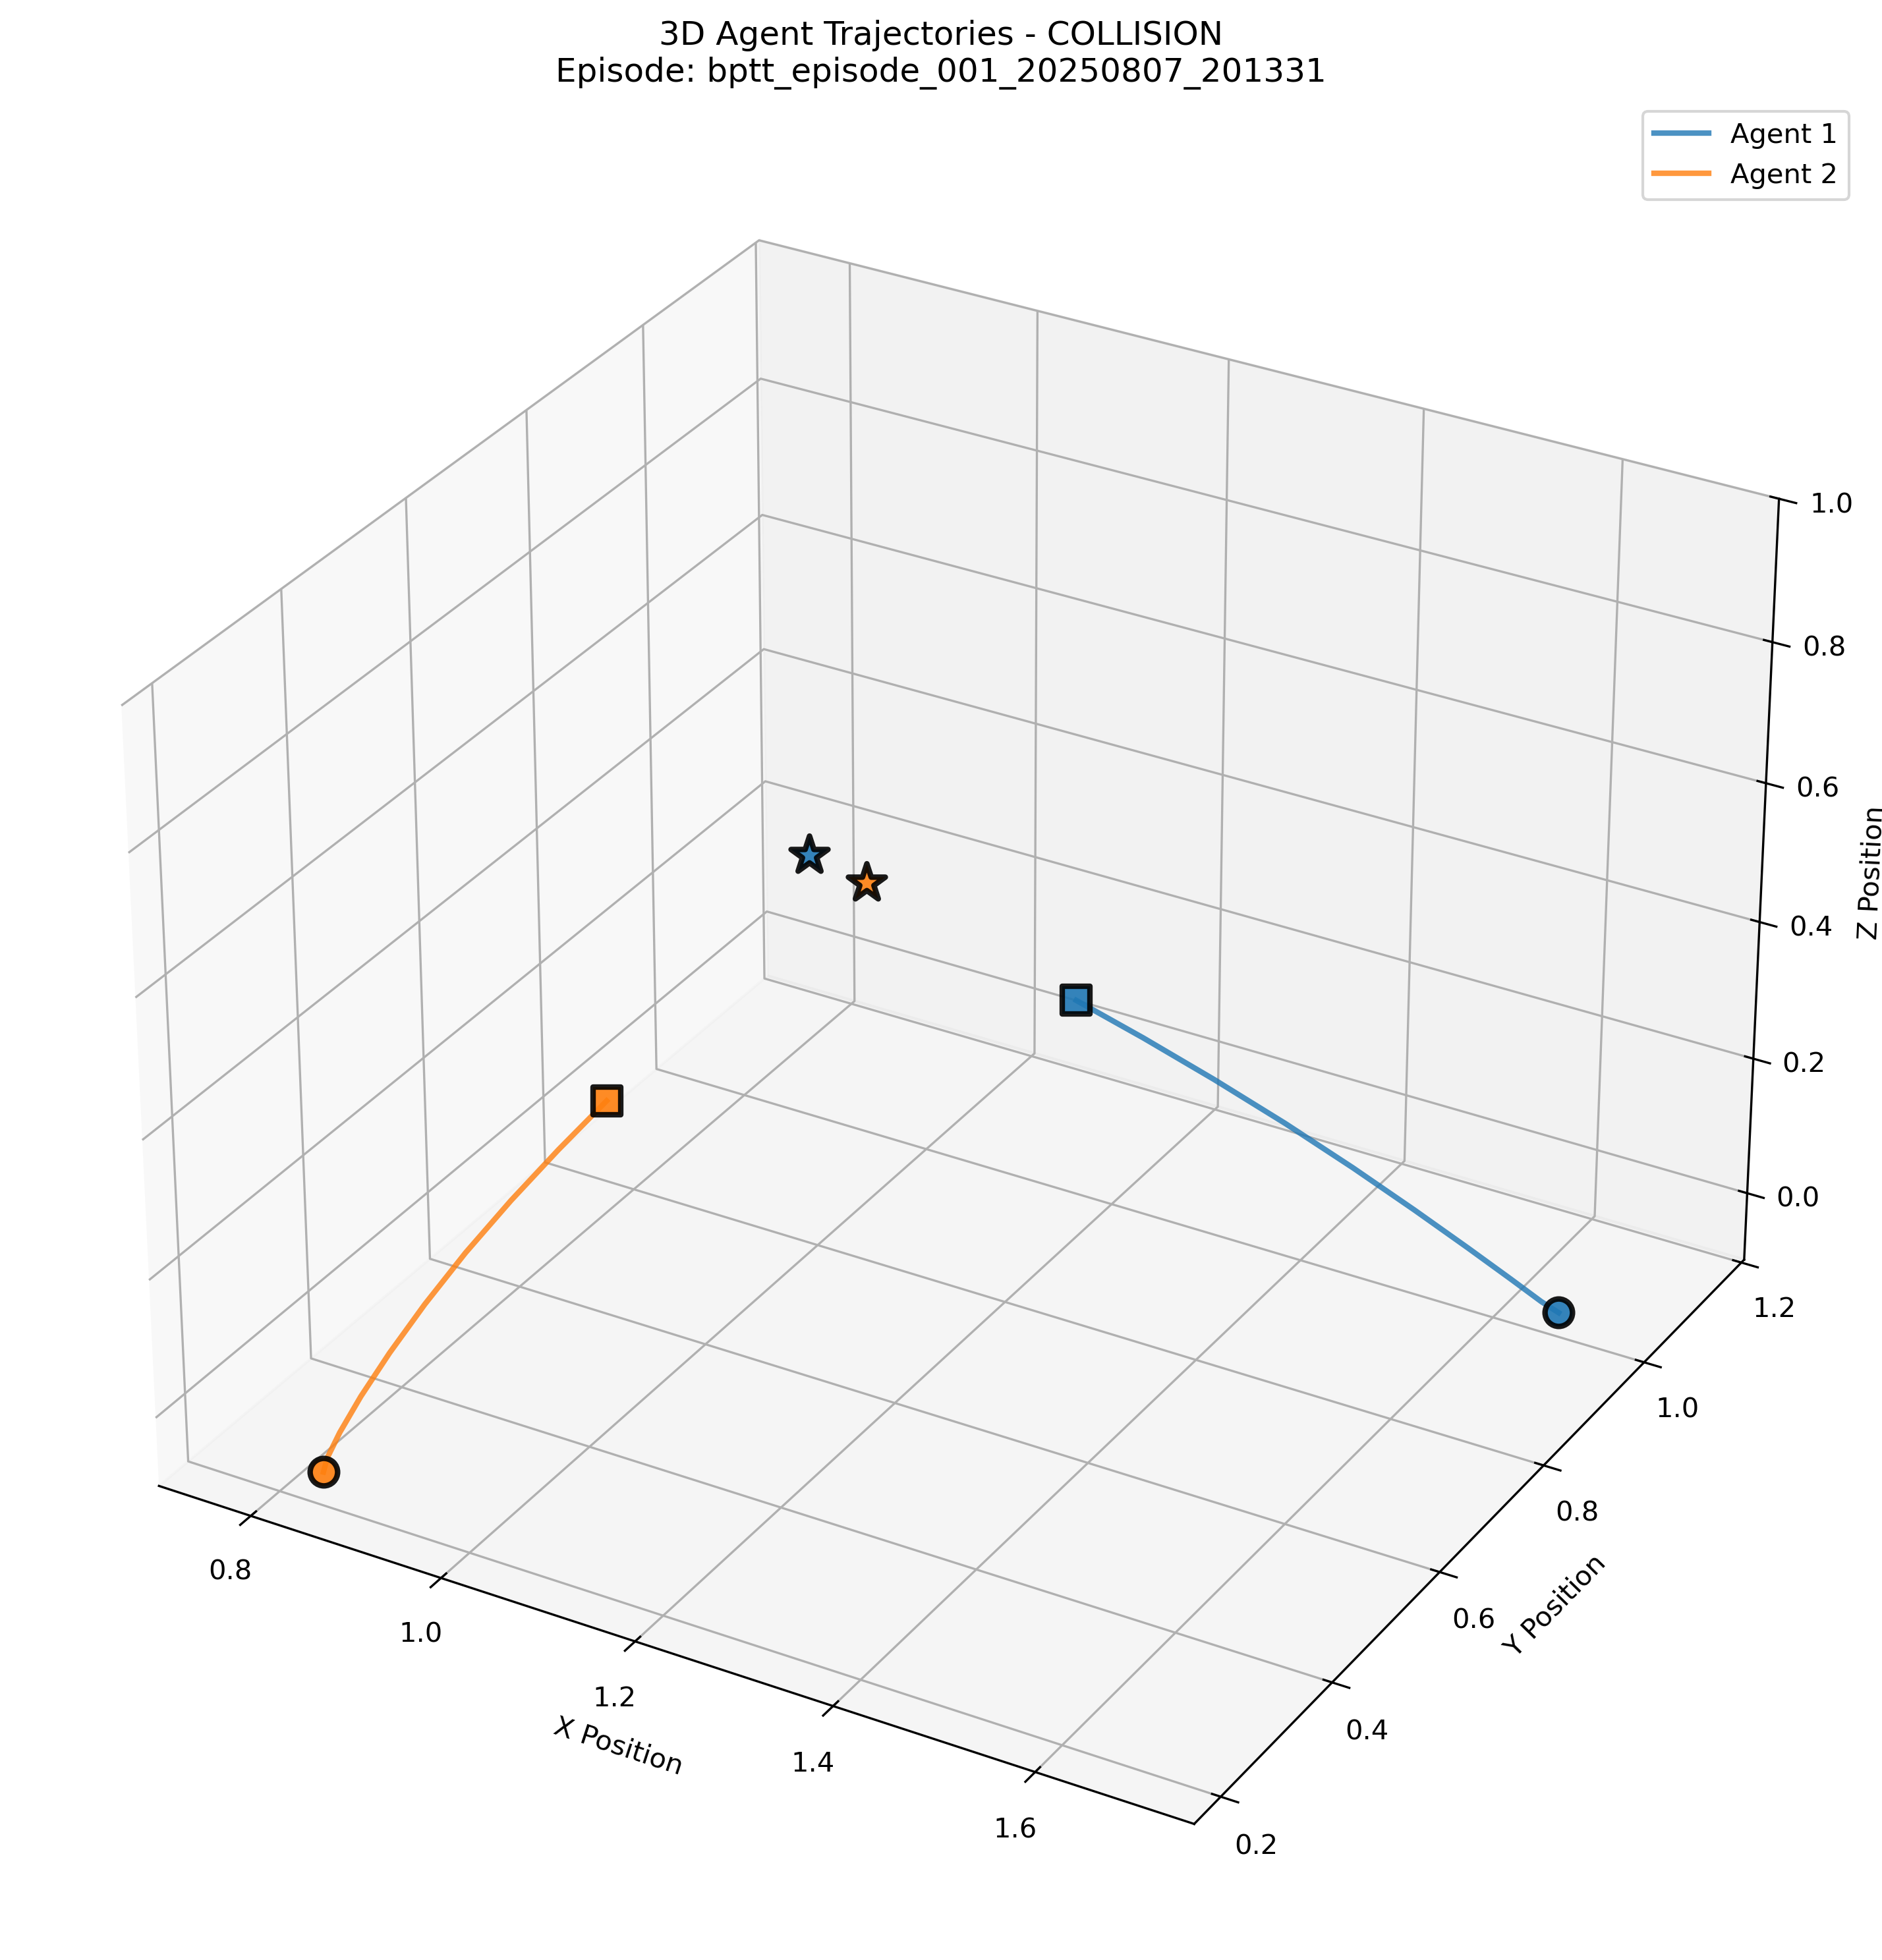 3D Agent Trajectories - COLLISION
Episode: bptt_episode_001_20250807_201331
Agent 1
Agent 2
1.0
0.8
0.6
0.4
0.2
0.0
Z Position
1.2
1.0
0.8
0.6
0.4
0.2
Y Position
0.8
1.0
1.2
1.4
1.6
X Position